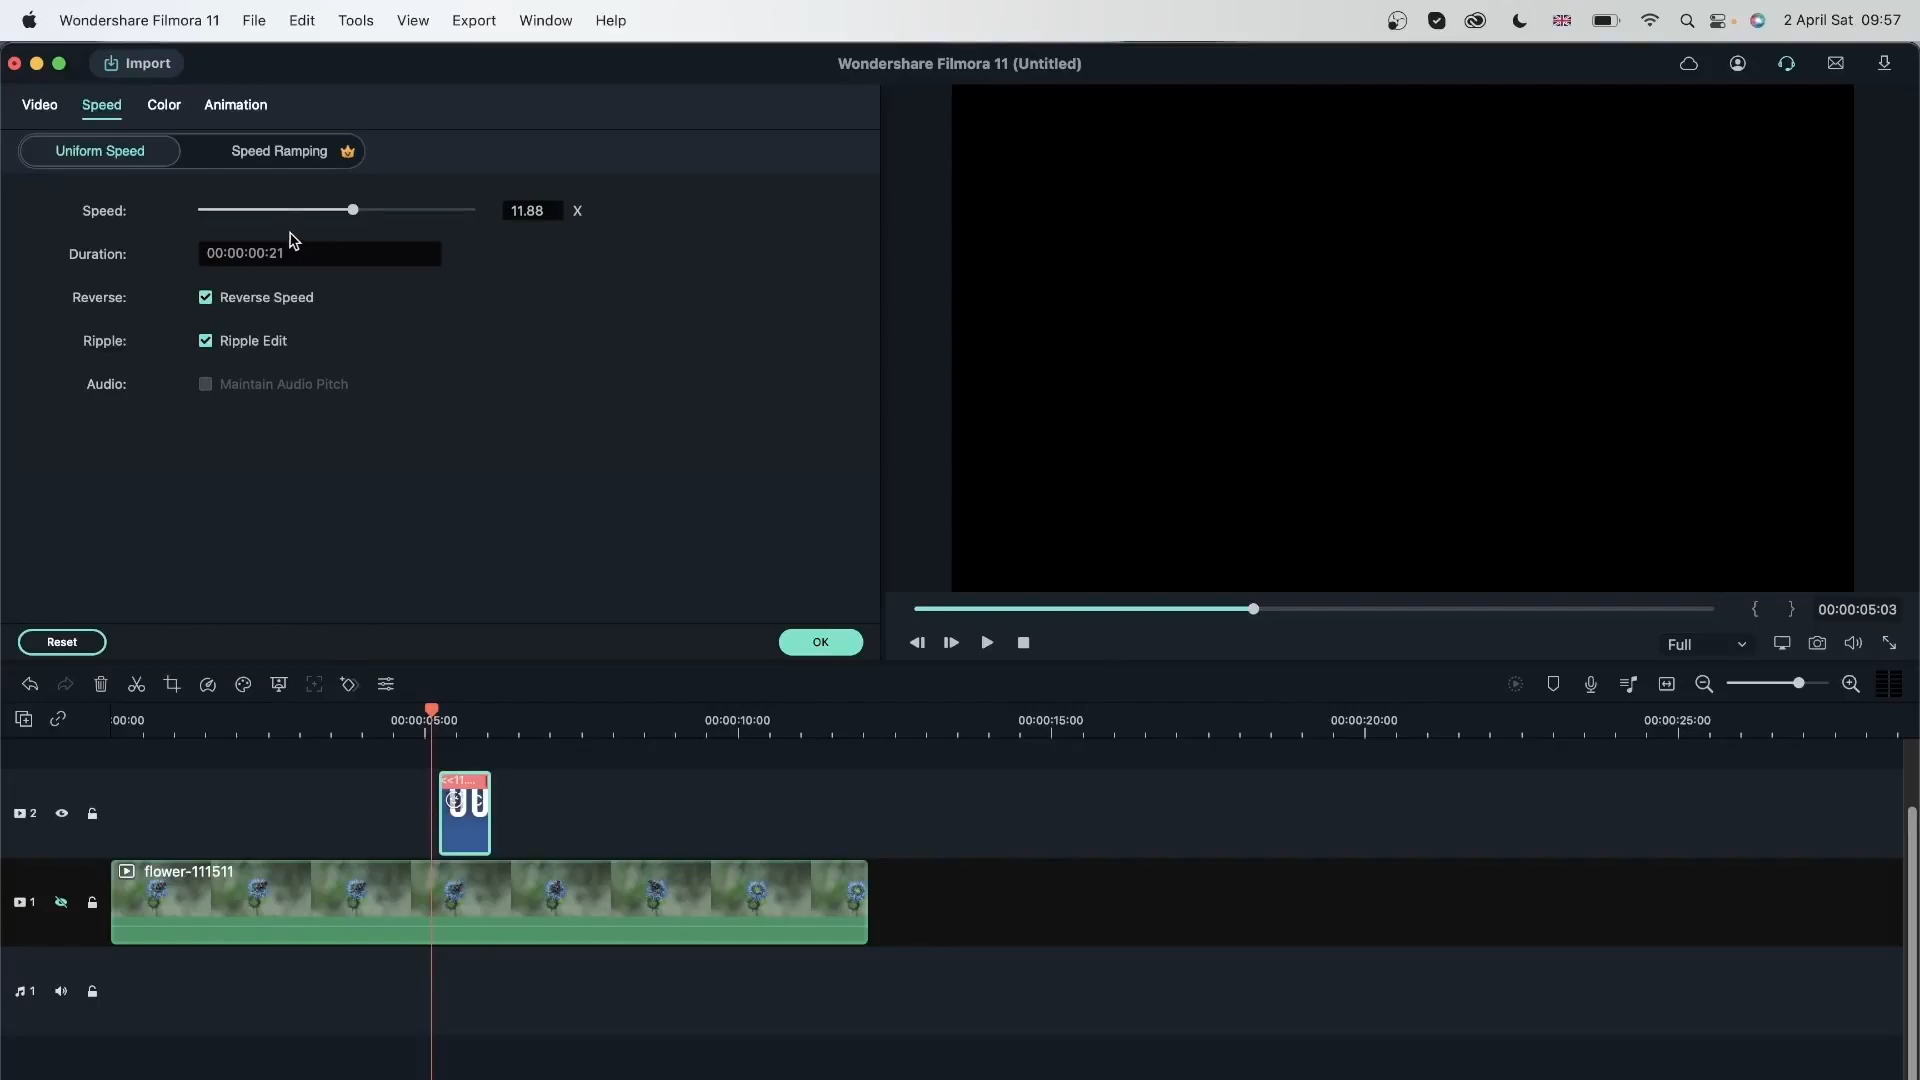 Wondershare Filmora 11 File Edit Tools View Export Window Help 2 April Sat 09:57
Import Wondershare Filmora 11 (Untitled)
Video Speed Color Animation
Uniform Speed Speed Ramping
Speed: 11.88 X
Duration: 00:00:00:21
Reverse: Reverse Speed
Ripple: Ripple Edit
Audio: Maintain Audio Pitch
{ } 00:00:05:03
Reset OK
Full
:00:00 00:00:05:00 00:00:10:00 00:00:15:00 00:00:20:00 00:00:25:00
<<11....
2
flower-111511
1
1